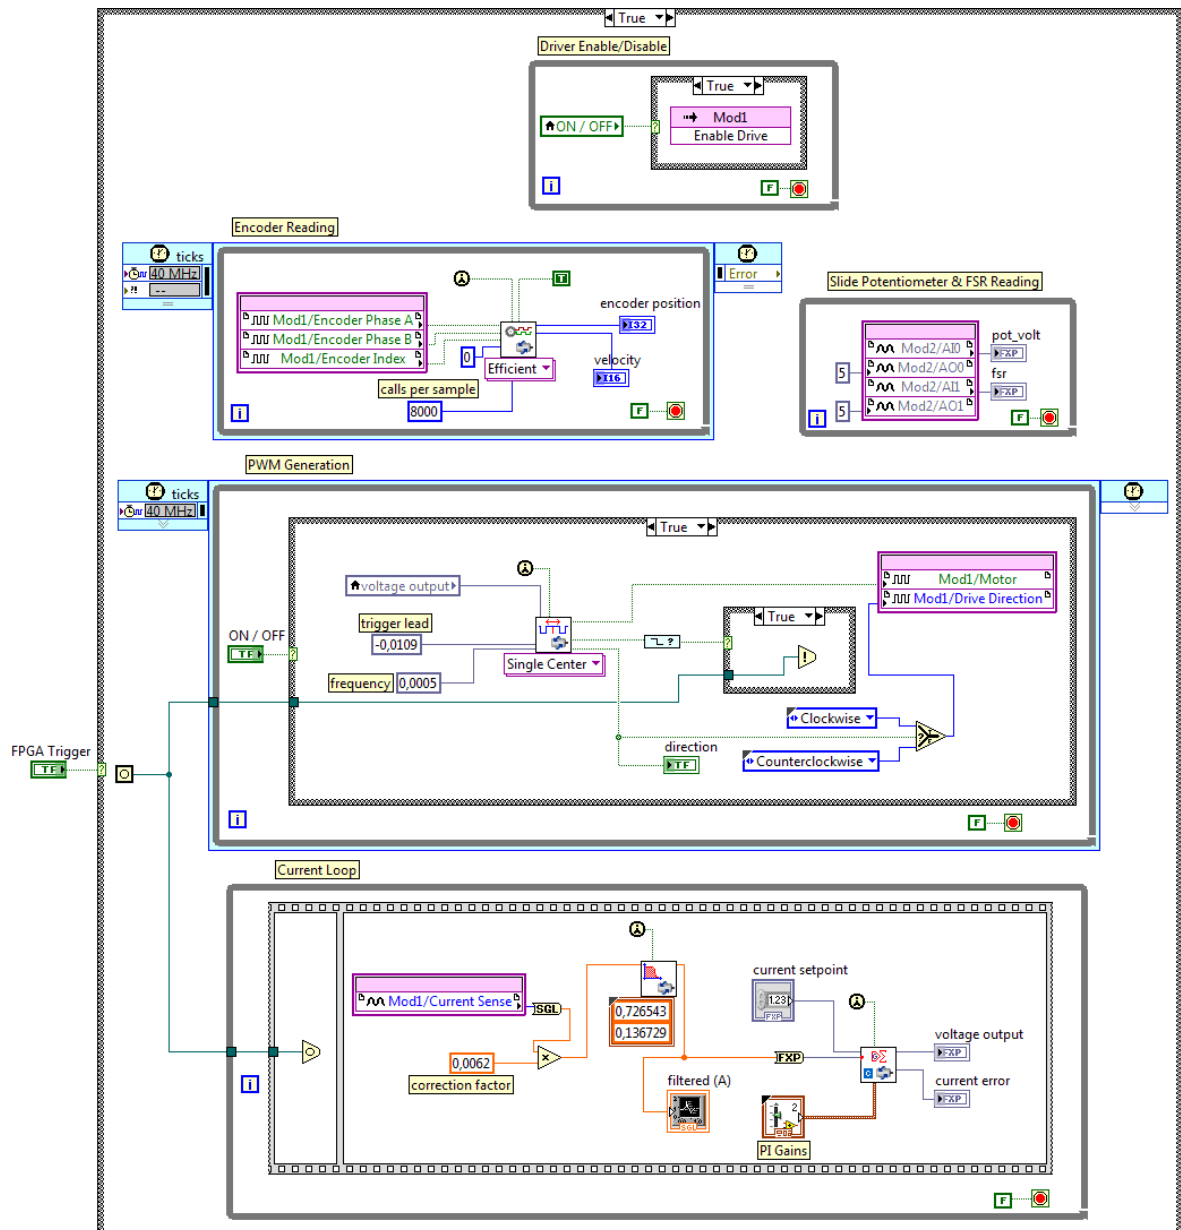 True
Driver Enable/Disable
True
ON / OFF
?
Mod1
Enable Drive
i
F
Encoder Reading
ticks
40 MHz
?!
--
Error
T
Mod1/Encoder Phase A
Mod1/Encoder Phase B
Mod1/Encoder Index
0
Efficient
encoder position
I32
velocity
I16
calls per sample
8000
i
F
Slide Potentiometer & FSR Reading
Mod2/AI0
Mod2/AO0
Mod2/AI1
Mod2/AO1
5
5
pot_volt
FXP
fsr
FXP
i
F
PWM Generation
ticks
40 MHz
True
voltage output
trigger lead
-0,0109
frequency
0,0005
Single Center
?
True
?
!
Mod1/Motor
Mod1/Drive Direction
ON / OFF
TF
?
Clockwise
Counterclockwise
?
T
F
direction
TF
FPGA Trigger
TF
?
i
F
Current Loop
Mod1/Current Sense
SGL
0,0062
correction factor
x
0,726543
0,136729
filtered (A)
SGL
FXP
current setpoint
1.23
FXP
C
voltage output
FXP
current error
FXP
2
PI Gains
i
F